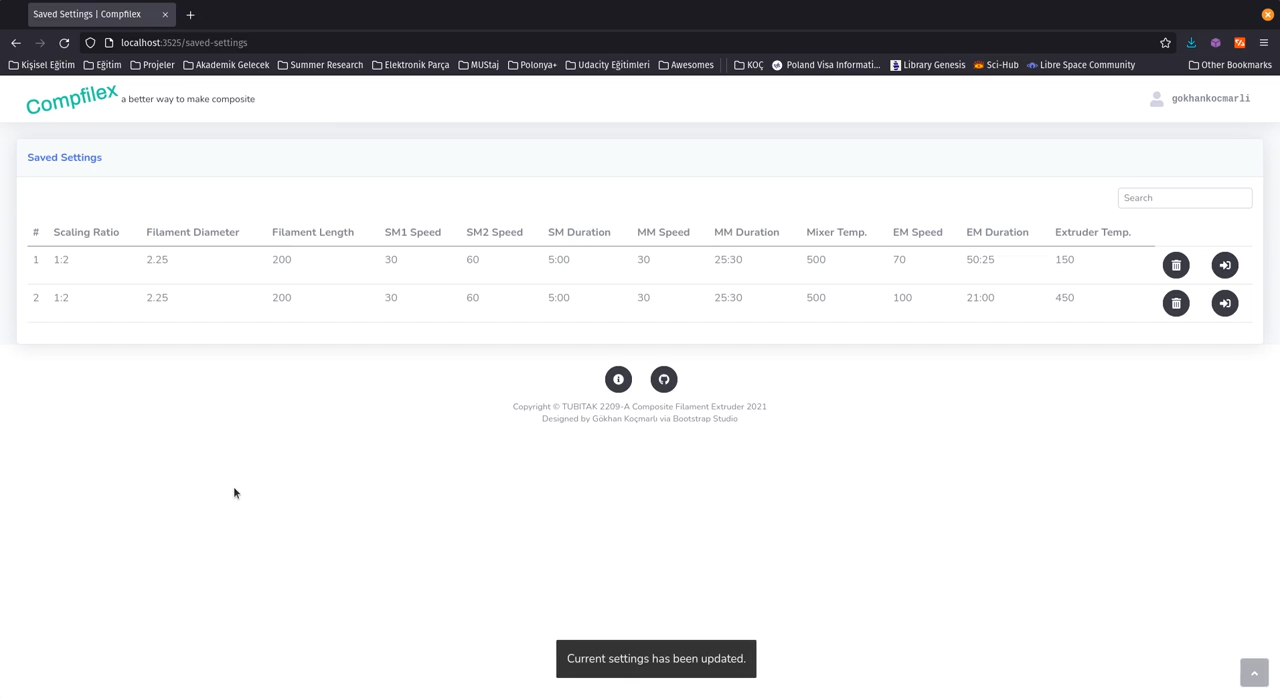 Saved Settings | Compfilex
localhost:3525/saved-settings
Kişisel Eğitim Eğitim Projeler Akademik Gelecek Summer Research Elektronik Parça MUStaj Polonya+ Udacity Eğitimleri Awesomes KOÇ Poland Visa Informati... Library Genesis Sci-Hub Libre Space Community Other Bookmarks
Compfilex a better way to make composite gokhankocmarli
Saved Settings
Search
# Scaling Ratio Filament Diameter Filament Length SM1 Speed SM2 Speed SM Duration MM Speed MM Duration Mixer Temp. EM Speed EM Duration Extruder Temp.
1 1:2 2.25 200 30 60 5:00 30 25:30 500 70 50:25 150
2 1:2 2.25 200 30 60 5:00 30 25:30 500 100 21:00 450
Copyright © TUBITAK 2209-A Composite Filament Extruder 2021
Designed by Gökhan Koçmarlı via Bootstrap Studio
Current settings has been updated.